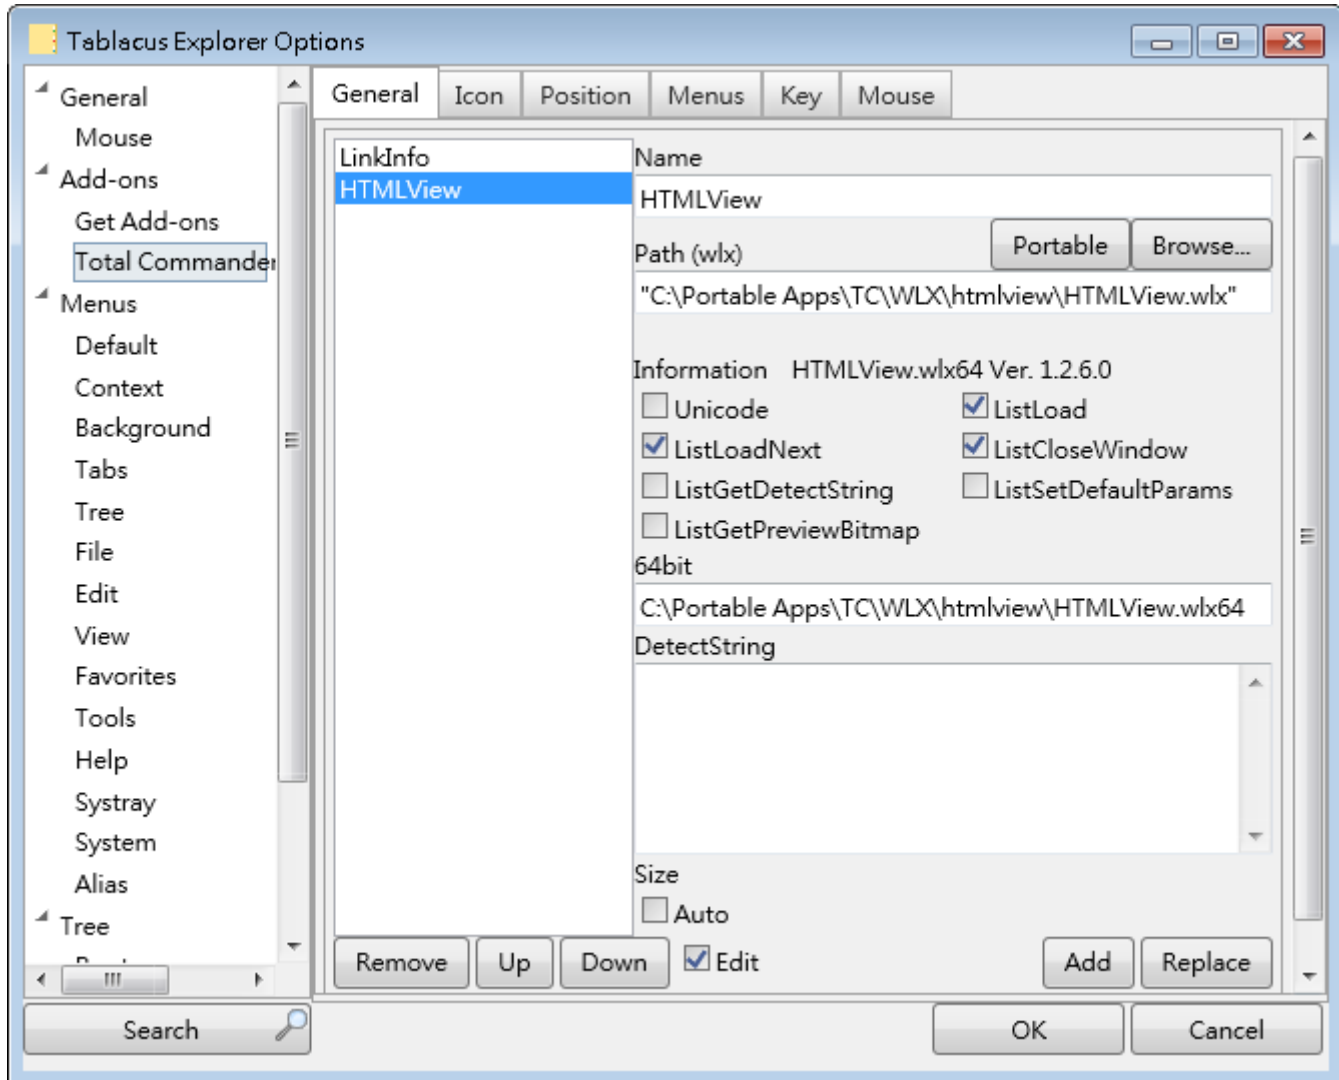 Tablacus Explorer Options
General
Mouse
Add-ons
Get Add-ons
Total Commander
Menus
Default
Context
Background
Tabs
Tree
File
Edit
View
Favorites
Tools
Help
Systray
System
Alias
Tree
Search
General Icon Position Menus Key Mouse
LinkInfo
HTMLView
Remove Up Down Edit
Name
HTMLView
Path (wlx) Portable Browse...
"C:\Portable Apps\TC\WLX\htmlview\HTMLView.wlx"
Information HTMLView.wlx64 Ver. 1.2.6.0
Unicode ListLoad
ListLoadNext ListCloseWindow
ListGetDetectString ListSetDefaultParams
ListGetPreviewBitmap
64bit
C:\Portable Apps\TC\WLX\htmlview\HTMLView.wlx64
DetectString
Size
Auto
Add Replace
OK Cancel